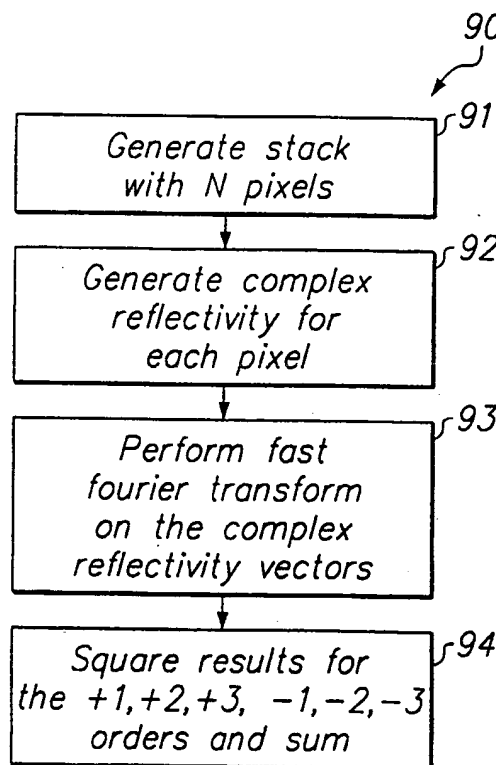 90
91
Generate stack
with N pixels
92
Generate complex
reflectivity for
each pixel
93
Perform fast
fourier transform
on the complex
reflectivity vectors
94
Square results for
the +1,+2,+3, -1,-2,-3
orders and sum